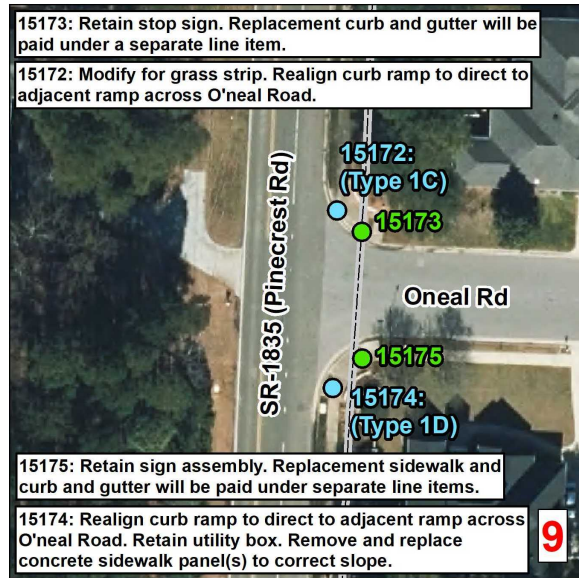 15173: Retain stop sign. Replacement curb and gutter will be
paid under a separate line item.
15172: Modify for grass strip. Realign curb ramp to direct to
adjacent ramp across O'neal Road.
15172:
(Type 1C)
15173
SR-1835 (Pinecrest Rd)
Oneal Rd
15175
15174:
(Type 1D)
15175: Retain sign assembly. Replacement sidewalk and
curb and gutter will be paid under separate line items.
15174: Realign curb ramp to direct to adjacent ramp across
O'neal Road. Retain utility box. Remove and replace
concrete sidewalk panel(s) to correct slope.
9